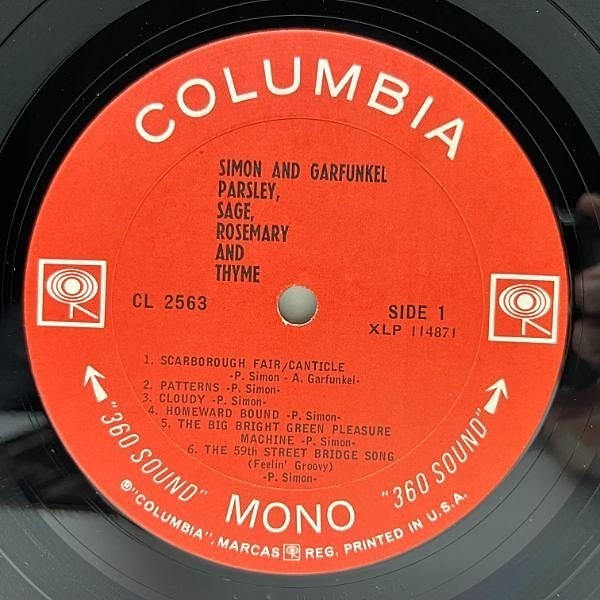 COLUMBIA
SIMON AND GARFUNKEL
PARSLEY,
SAGE,
ROSEMARY
AND
THYME
CL 2563
SIDE 1
XLP 114871
1. SCARBOROUGH FAIR/CANTICLE
-P. Simon - A. Garfunkel-
2. PATTERNS -P. Simon-
3. CLOUDY -P. Simon-
4. HOMEWARD BOUND -P. Simon-
5. THE BIG BRIGHT GREEN PLEASURE
MACHINE -P. Simon-
6. THE 59th STREET BRIDGE SONG
(Feelin' Groovy)
-P. Simon-
"360 SOUND"
MONO
"360 SOUND"
℗"COLUMBIA", MARCAS REG. PRINTED IN U.S.A.